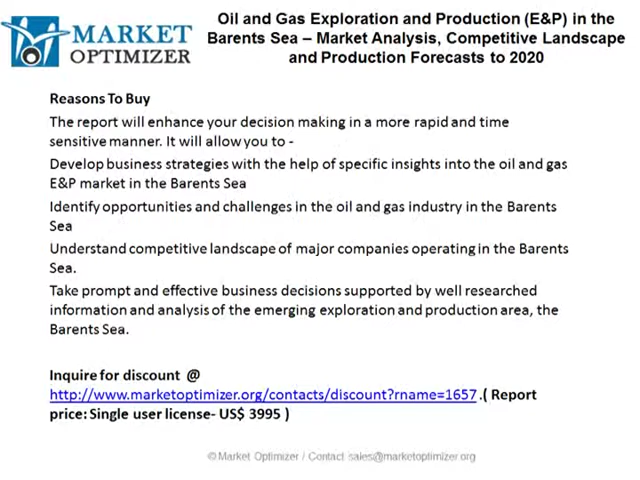 MARKET
OPTIMIZER
Oil and Gas Exploration and Production (E&P) in the
Barents Sea – Market Analysis, Competitive Landscape
and Production Forecasts to 2020
Reasons To Buy
The report will enhance your decision making in a more rapid and time
sensitive manner. It will allow you to -
Develop business strategies with the help of specific insights into the oil and gas
E&P market in the Barents Sea
Identify opportunities and challenges in the oil and gas industry in the Barents
Sea
Understand competitive landscape of major companies operating in the Barents
Sea.
Take prompt and effective business decisions supported by well researched
information and analysis of the emerging exploration and production area, the
Barents Sea.
Inquire for discount @
http://www.marketoptimizer.org/contacts/discount?rname=1657 .( Report
price: Single user license- US$ 3995 )
© Market Optimizer / Contact sales@marketoptimizer.org